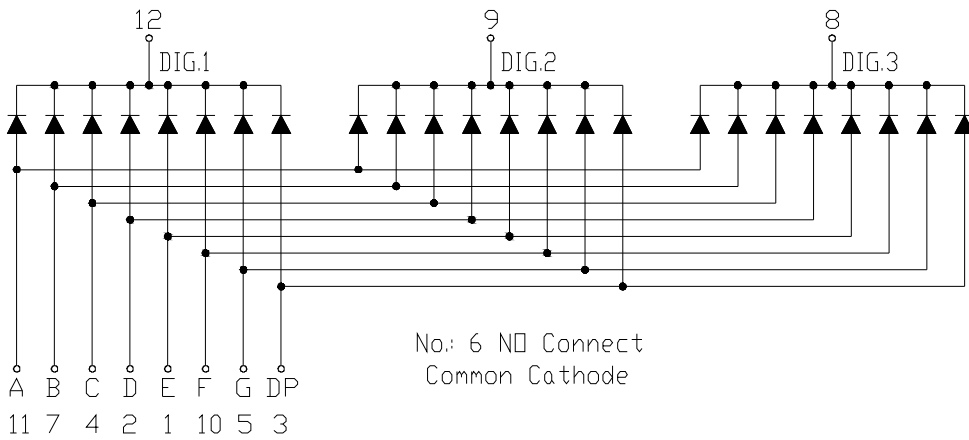 12 9 8
DIG.1 DIG.2 DIG.3
No.: 6 NO Connect
Common Cathode
A B C D E F G DP
11 7 4 2 1 10 5 3